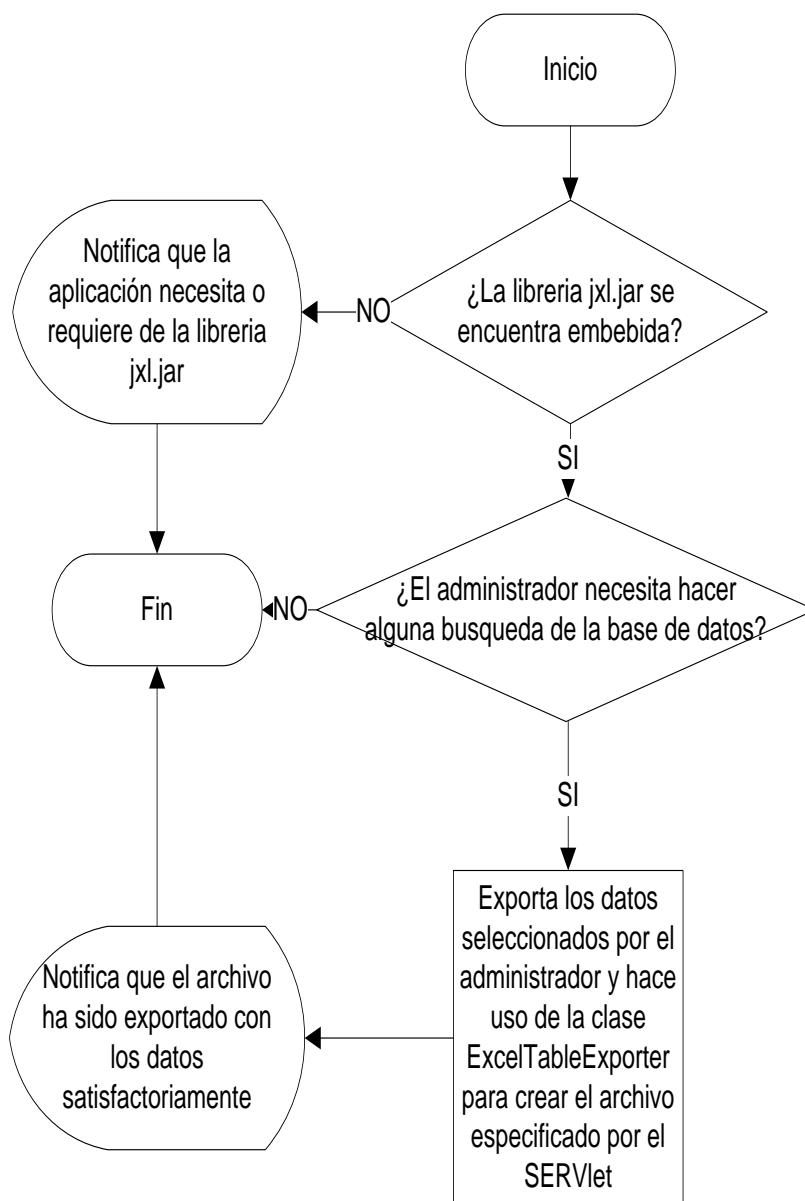 Inicio
¿La libreria jxl.jar se
encuentra embebida?
NO
Notifica que la
aplicación necesita o
requiere de la libreria
jxl.jar
SI
¿El administrador necesita hacer
alguna busqueda de la base de datos?
NO
Fin
SI
Exporta los datos
seleccionados por el
administrador y hace
uso de la clase
ExcelTableExporter
para crear el archivo
especificado por el
SERVlet
Notifica que el archivo
ha sido exportado con
los datos
satisfactoriamente